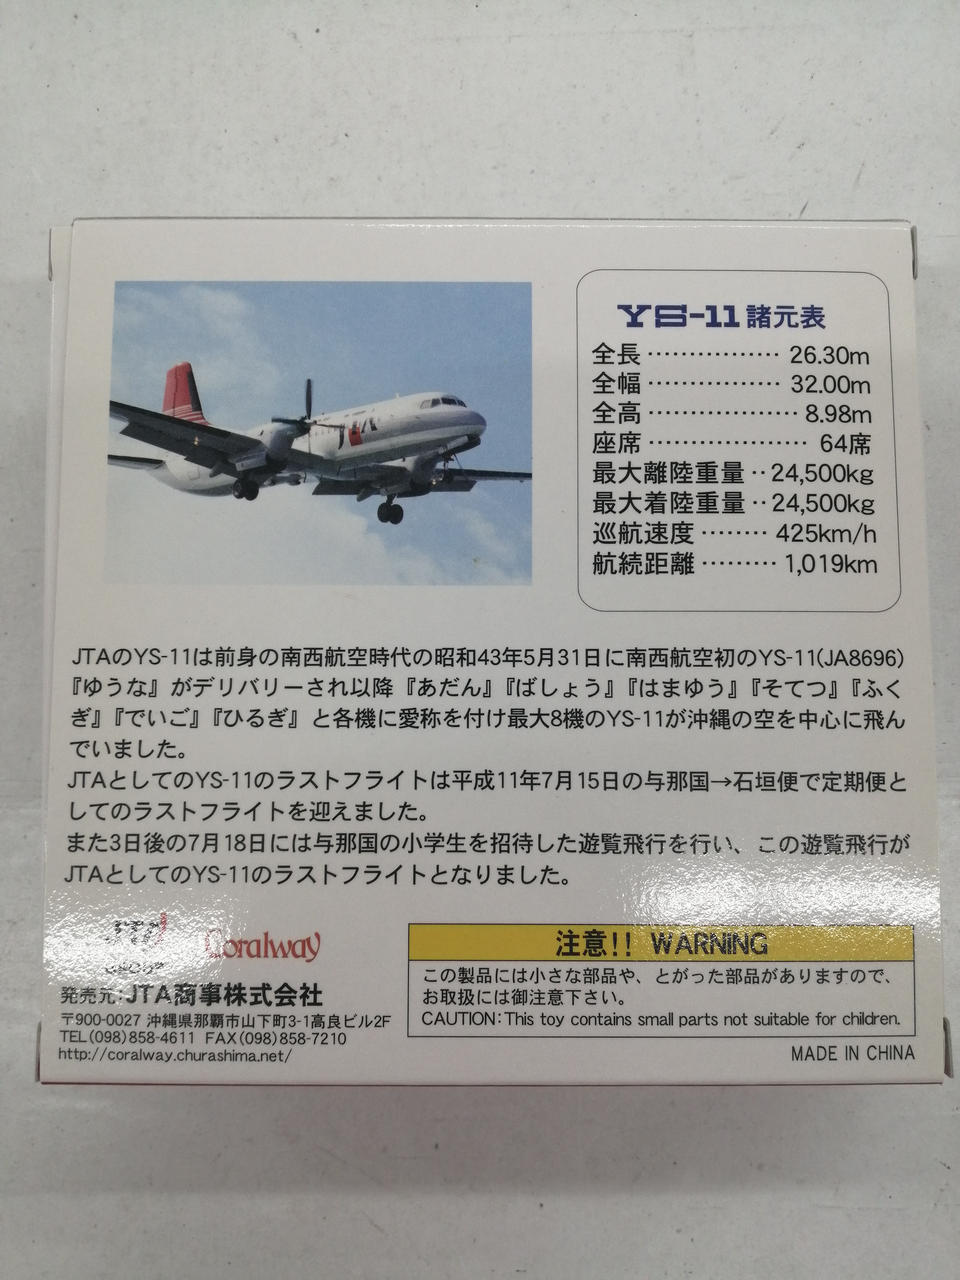 JTA
YS-11諸元表
全長 ················ 26.30m
全幅 ················ 32.00m
全高 ·················· 8.98m
座席 ··················· 64席
最大離陸重量 ·· 24,500kg
最大着陸重量 ·· 24,500kg
巡航速度 ········ 425km/h
航続距離 ········· 1,019km
JTAのYS-11は前身の南西航空時代の昭和43年5月31日に南西航空初のYS-11(JA8696)
『ゆうな』がデリバリーされ以降『あだん』『ばしょう』『はまゆう』『そてつ』『ふく
ぎ』『でいご』『ひるぎ』と各機に愛称を付け最大8機のYS-11が沖縄の空を中心に飛ん
でいました。
JTAとしてのYS-11のラストフライトは平成11年7月15日の与那国→石垣便で定期便と
してのラストフライトを迎えました。
また3日後の7月18日には与那国の小学生を招待した遊覧飛行を行い、この遊覧飛行が
JTAとしてのYS-11のラストフライトとなりました。
JTA Coralway
GROUP
発売元:JTA商事株式会社
〒900-0027 沖縄県那覇市山下町3-1高良ビル2F
TEL(098)858-4611 FAX(098)858-7210
http://coralway.churashima.net/
注意!! WARNING
この製品には小さな部品や、とがった部品がありますので、
お取扱には御注意下さい。
CAUTION:This toy contains small parts not suitable for children.
MADE IN CHINA